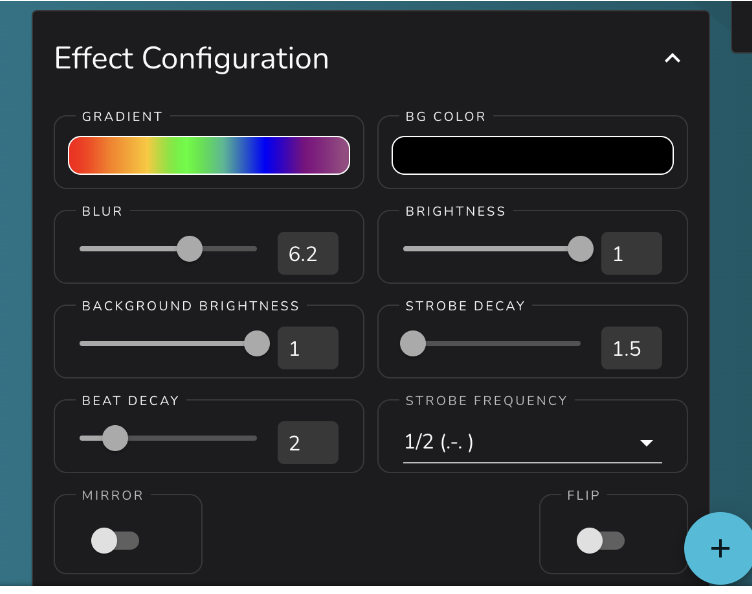 Effect Configuration
GRADIENT
BG COLOR
BLUR
6.2
BRIGHTNESS
1
BACKGROUND BRIGHTNESS
1
STROBE DECAY
1.5
BEAT DECAY
2
STROBE FREQUENCY
1/2 (.-. )
MIRROR
FLIP
+